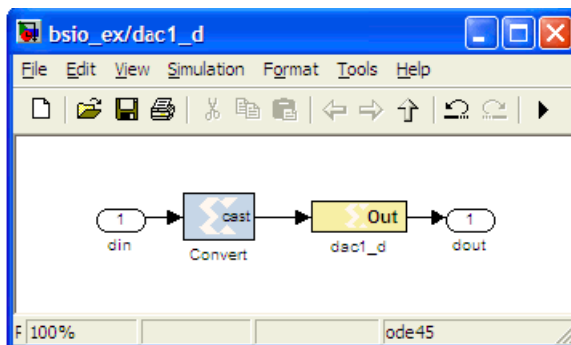 bsio_ex/dac1_d
File Edit View Simulation Format Tools Help
1 cast Out 1
din Convert dac1_d dout
F 100% ode45